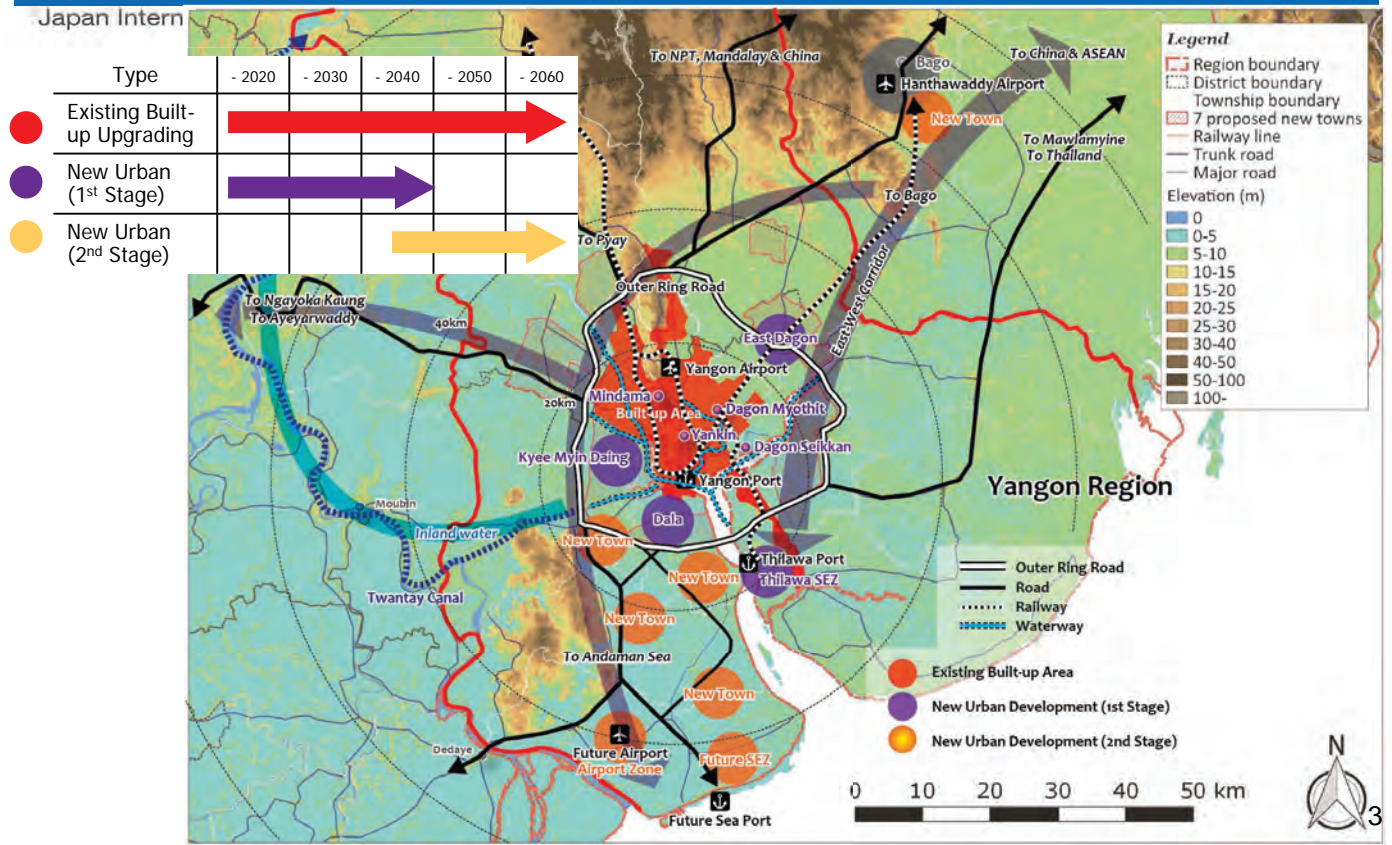 Japan Intern
Type
- 2020
- 2030
- 2040
- 2050
- 2060
Existing Built-
up Upgrading
New Urban
(1st Stage)
New Urban
(2nd Stage)
To NPT, Mandalay & China
To China & ASEAN
Bago
Hanthawaddy Airport
New Town
To Mawlamyine
To Thailand
To Bago
To Pyay
East-West Corridor
Outer Ring Road
To Ngayoka Kaung
To Ayeyarwaddy
40km
20km
East Dagon
Yangon Airport
Mindama
Built-up Area
Dagon Myothit
Yankin
Dagon Seikkan
Kyee Myin Daing
Yangon Port
Dala
Moubin
Inland water
Twantay Canal
New Town
New Town
New Town
New Town
Thilawa Port
Thilawa SEZ
To Andaman Sea
Dedaye
Future Airport
Airport Zone
Future SEZ
Future Sea Port
Yangon Region
Legend
Region boundary
District boundary
Township boundary
7 proposed new towns
Railway line
Trunk road
Major road
Elevation (m)
0
0-5
5-10
10-15
15-20
20-25
25-30
30-40
40-50
50-100
100-
Outer Ring Road
Road
Railway
Waterway
Existing Built-up Area
New Urban Development (1st Stage)
New Urban Development (2nd Stage)
0 10 20 30 40 50 km
N
3